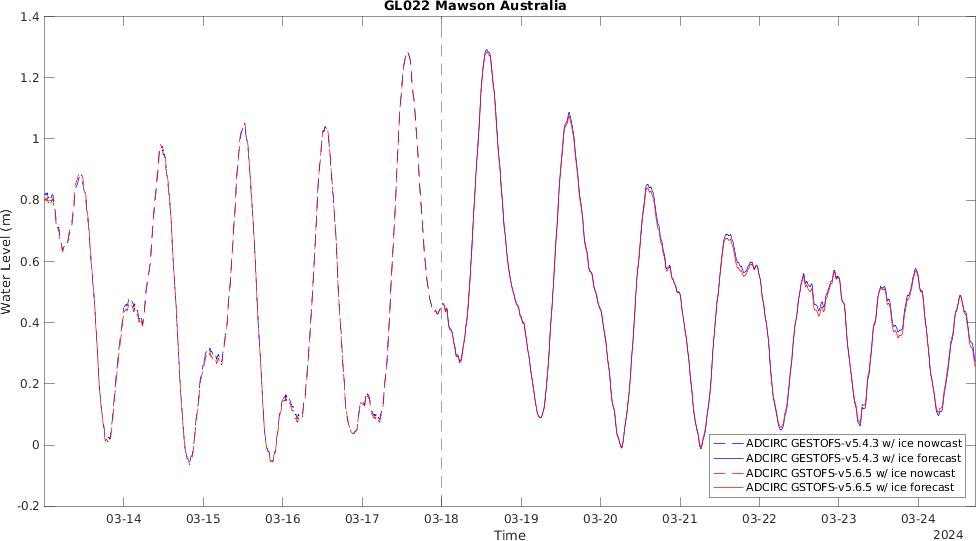 GL022 Mawson Australia
1.4
1.2
1
0.8
0.6
0.4
0.2
0
-0.2
Water Level (m)
ADCIRC GESTOFS-v5.4.3 w/ ice nowcast
ADCIRC GESTOFS-v5.4.3 w/ ice forecast
ADCIRC GSTOFS-v5.6.5 w/ ice nowcast
ADCIRC GSTOFS-v5.6.5 w/ ice forecast
03-14 03-15 03-16 03-17 03-18 03-19 03-20 03-21 03-22 03-23 03-24
Time
2024